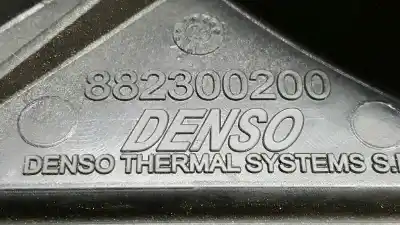 882300200
DENSO
DENSO THERMAL SYSTEMS S.